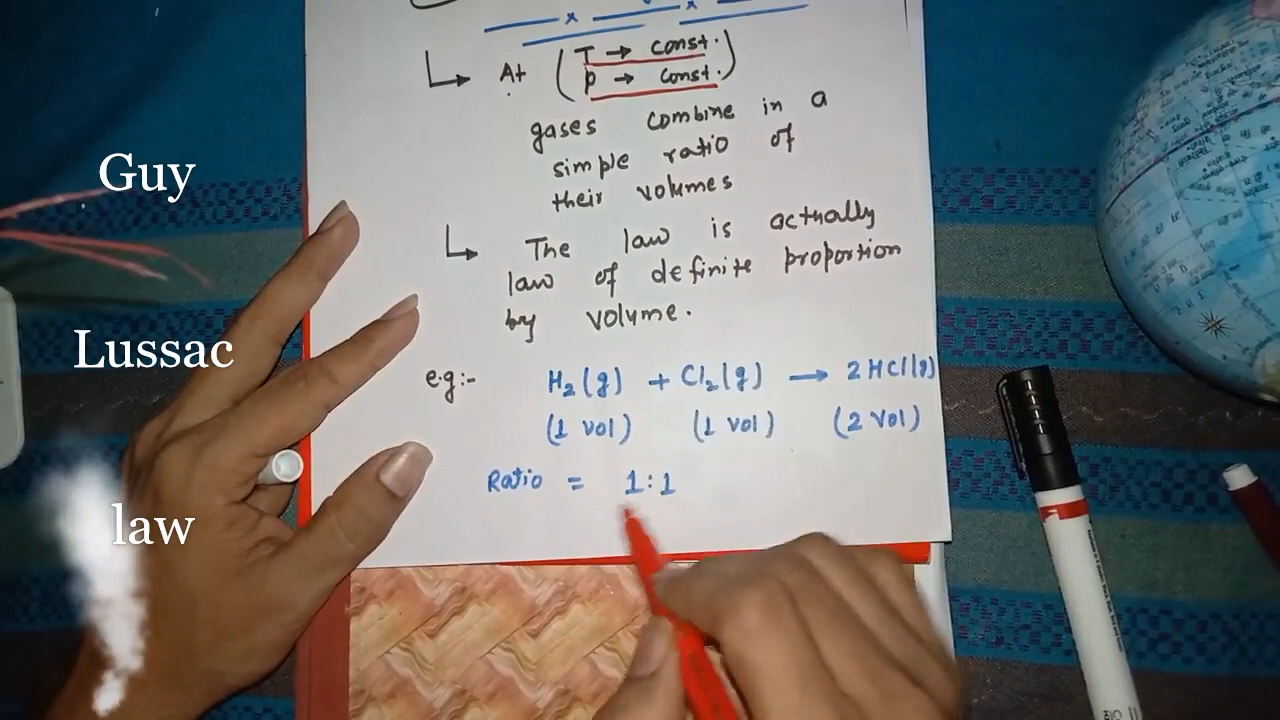 At (T → const.
p → const.)
gases combine in a
simple ratio of
their volumes
The law is actually
law of definite proportion
by volume.
e.g:- H₂(g) + Cl₂(g) → 2HCl(g)
(1 vol) (1 vol) (2 vol)
Ratio = 1:1
Guy
Lussac
law